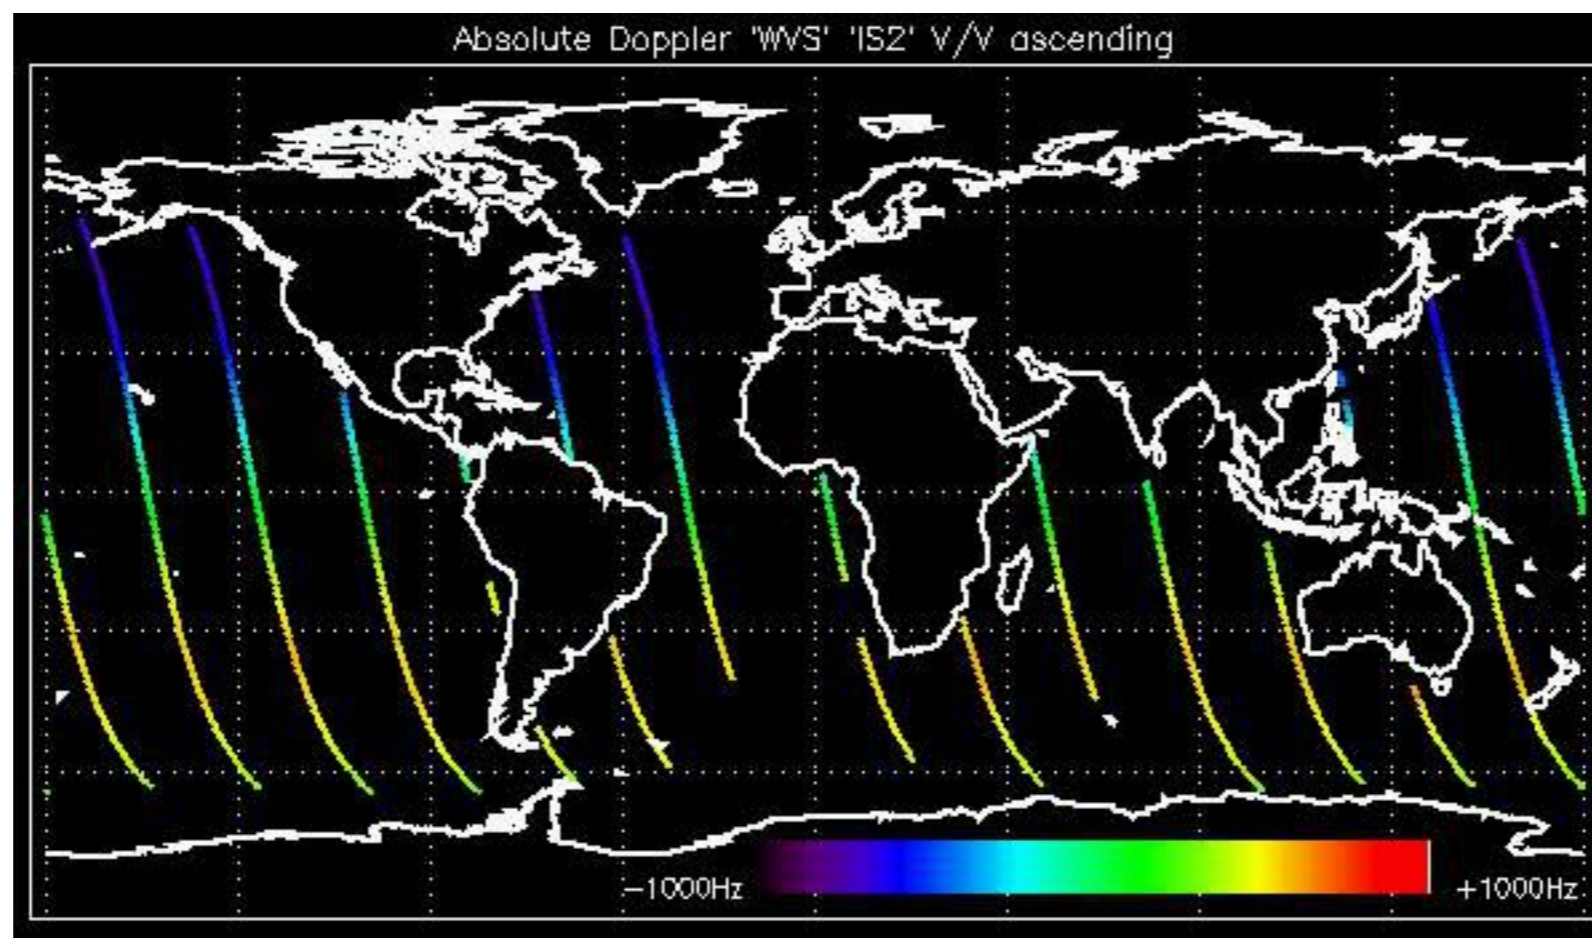 Absolute Doppler 'WVS' 'IS2' V/V ascending
-1000Hz +1000Hz